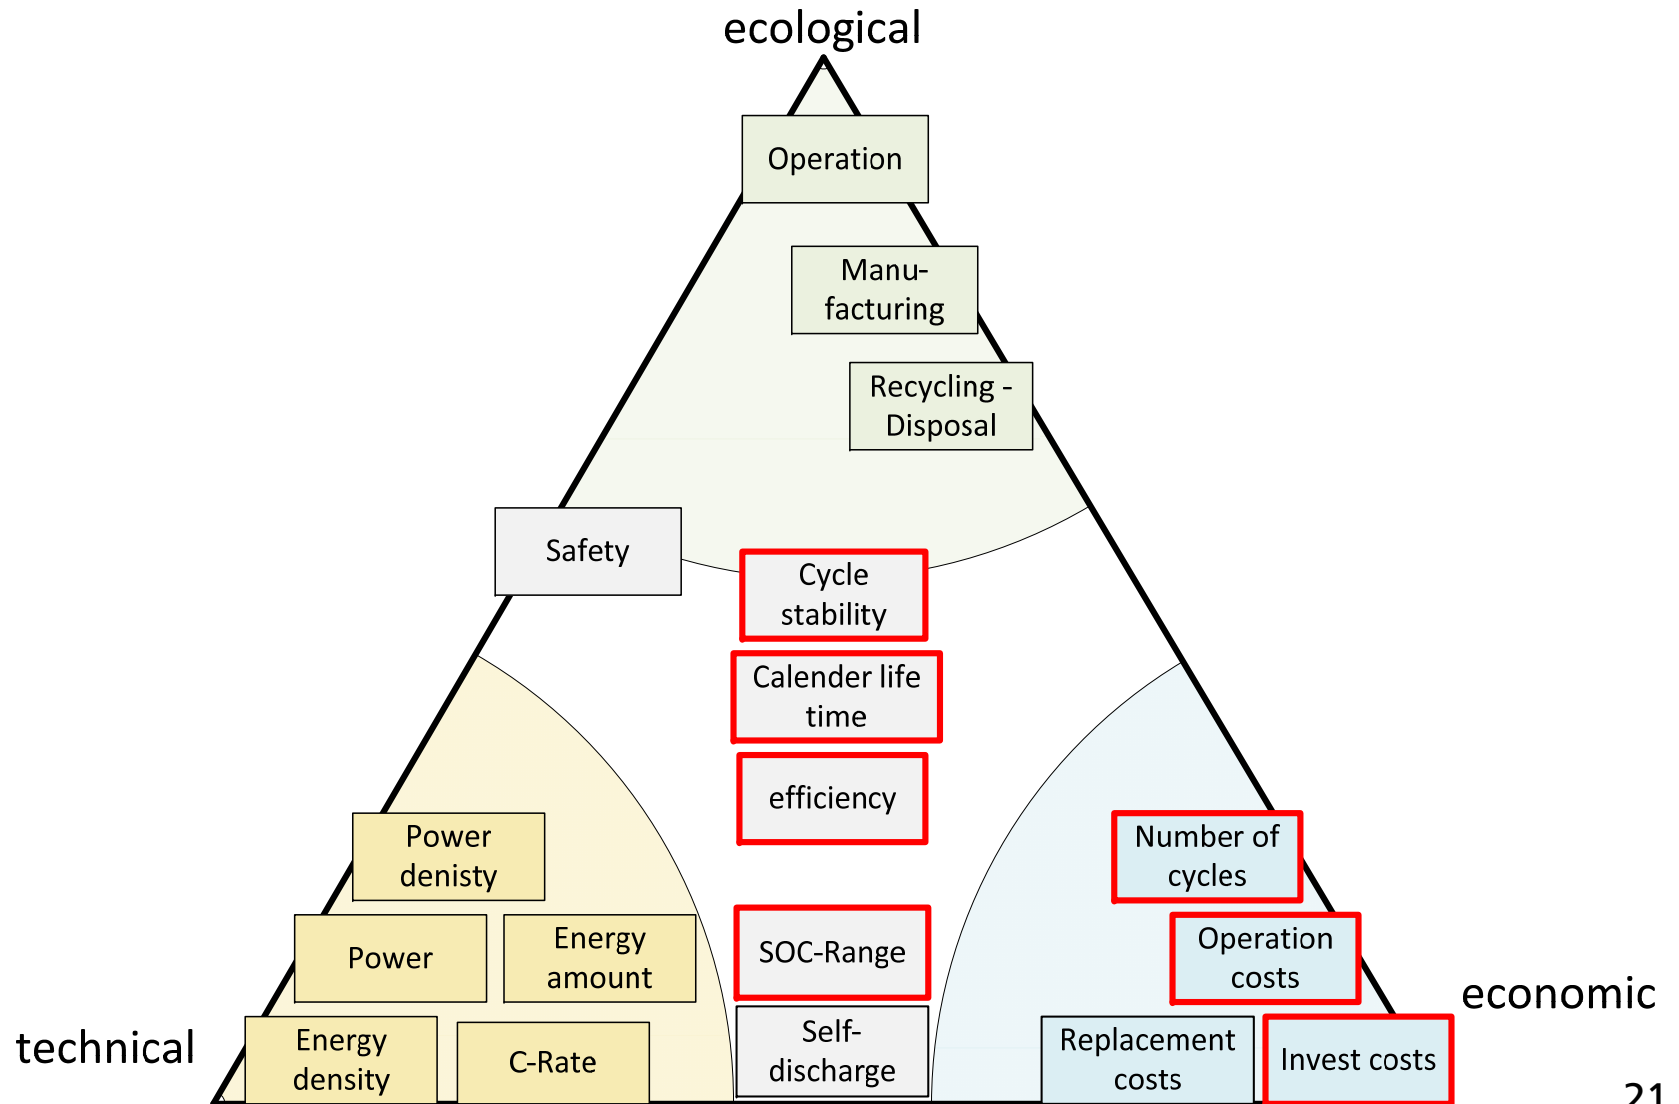 ecological
Operation
Manu-
facturing
Recycling -
Disposal
Safety
Cycle
stability
Calender life
time
efficiency
Power
denisty
Number of
cycles
Power
Energy
amount
SOC-Range
Operation
costs
economic
technical
Energy
density
C-Rate
Self-
discharge
Replacement
costs
Invest costs
21